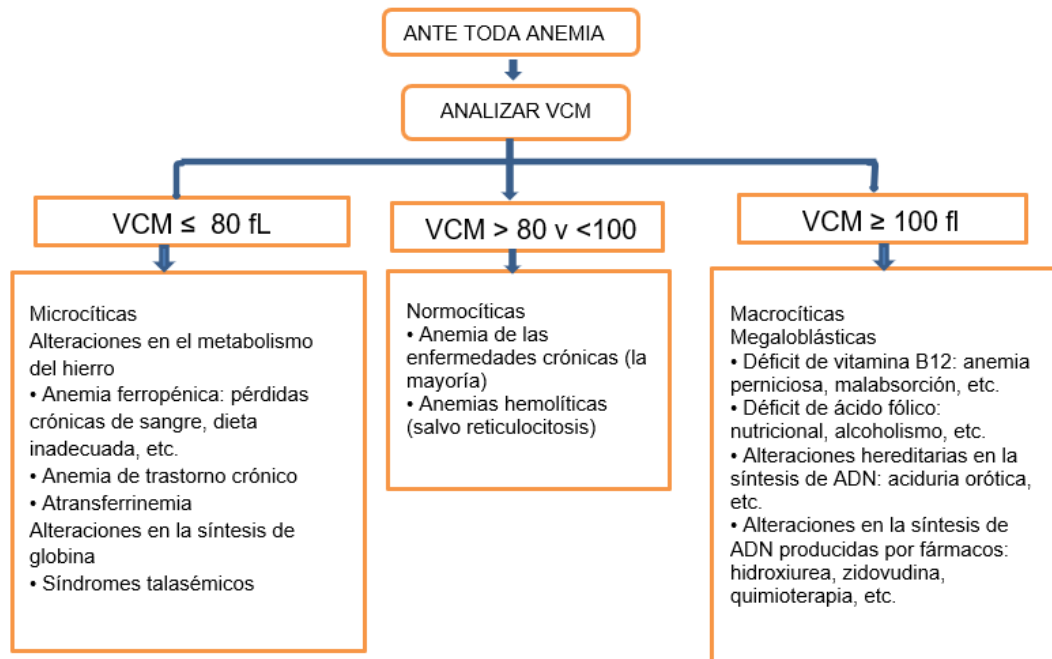 ANTE TODA ANEMIA
ANALIZAR VCM
VCM ≤ 80 fL
VCM > 80 v <100
VCM ≥ 100 fl
Microcíticas
Alteraciones en el metabolismo
del hierro
• Anemia ferropénica: pérdidas
crónicas de sangre, dieta
inadecuada, etc.
• Anemia de trastorno crónico
• Atransferrinemia
Alteraciones en la síntesis de
globina
• Síndromes talasémicos
Normocíticas
• Anemia de las
enfermedades crónicas (la
mayoría)
• Anemias hemolíticas
(salvo reticulocitosis)
Macrocíticas
Megaloblásticas
• Déficit de vitamina B12: anemia
perniciosa, malabsorción, etc.
• Déficit de ácido fólico:
nutricional, alcoholismo, etc.
• Alteraciones hereditarias en la
síntesis de ADN: aciduria orótica,
etc.
• Alteraciones en la síntesis de
ADN producidas por fármacos:
hidroxiurea, zidovudina,
quimioterapia, etc.